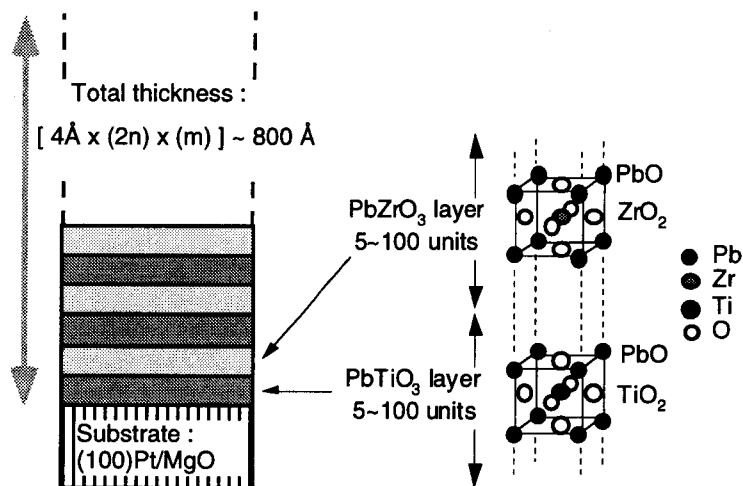 Total thickness :
[ 4Å x (2n) x (m) ] ~ 800 Å
PbZrO₃ layer
5~100 units
PbTiO₃ layer
5~100 units
Substrate :
(100)Pt/MgO
PbO
ZrO₂
PbO
TiO₂
Pb
Zr
Ti
O